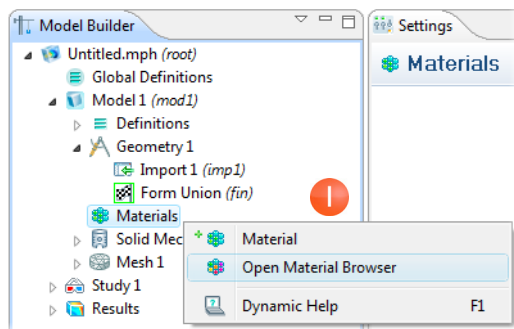 Model Builder
Settings
Untitled.mph (root)
Materials
Global Definitions
Model 1 (mod1)
Definitions
Geometry 1
Import 1 (imp1)
Form Union (fin)
Materials
1
Solid Mec
Material
Mesh 1
Open Material Browser
Study 1
Results
Dynamic Help F1